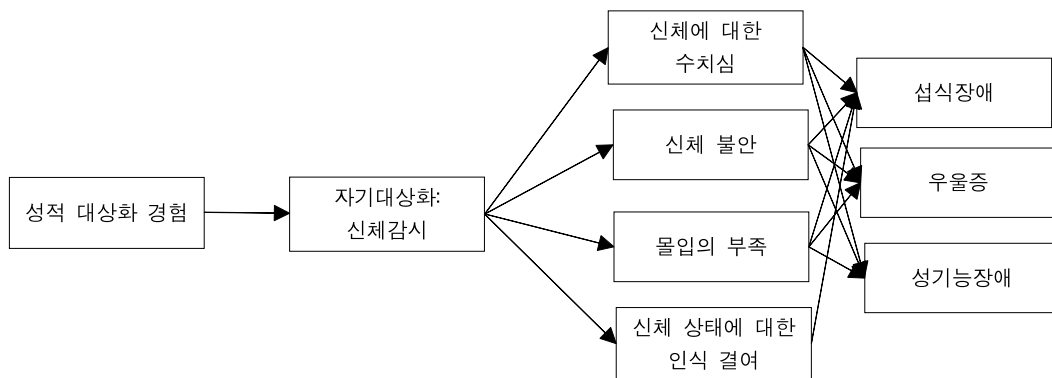 성적 대상화 경험
자기대상화:
신체감시
신체에 대한
수치심
신체 불안
몰입의 부족
신체 상태에 대한
인식 결여
섭식장애
우울증
성기능장애